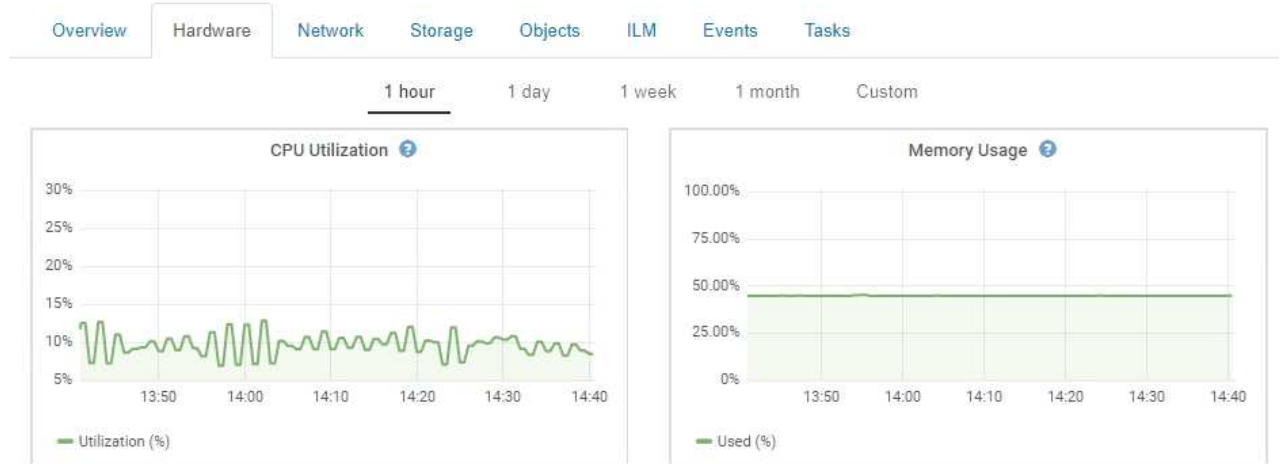 Overview Hardware Network Storage Objects ILM Events Tasks
1 hour 1 day 1 week 1 month Custom
CPU Utilization ?
30%
25%
20%
15%
10%
5%
13:50 14:00 14:10 14:20 14:30 14:40
Utilization (%)
Memory Usage ?
100.00%
75.00%
50.00%
25.00%
0%
13:50 14:00 14:10 14:20 14:30 14:40
Used (%)